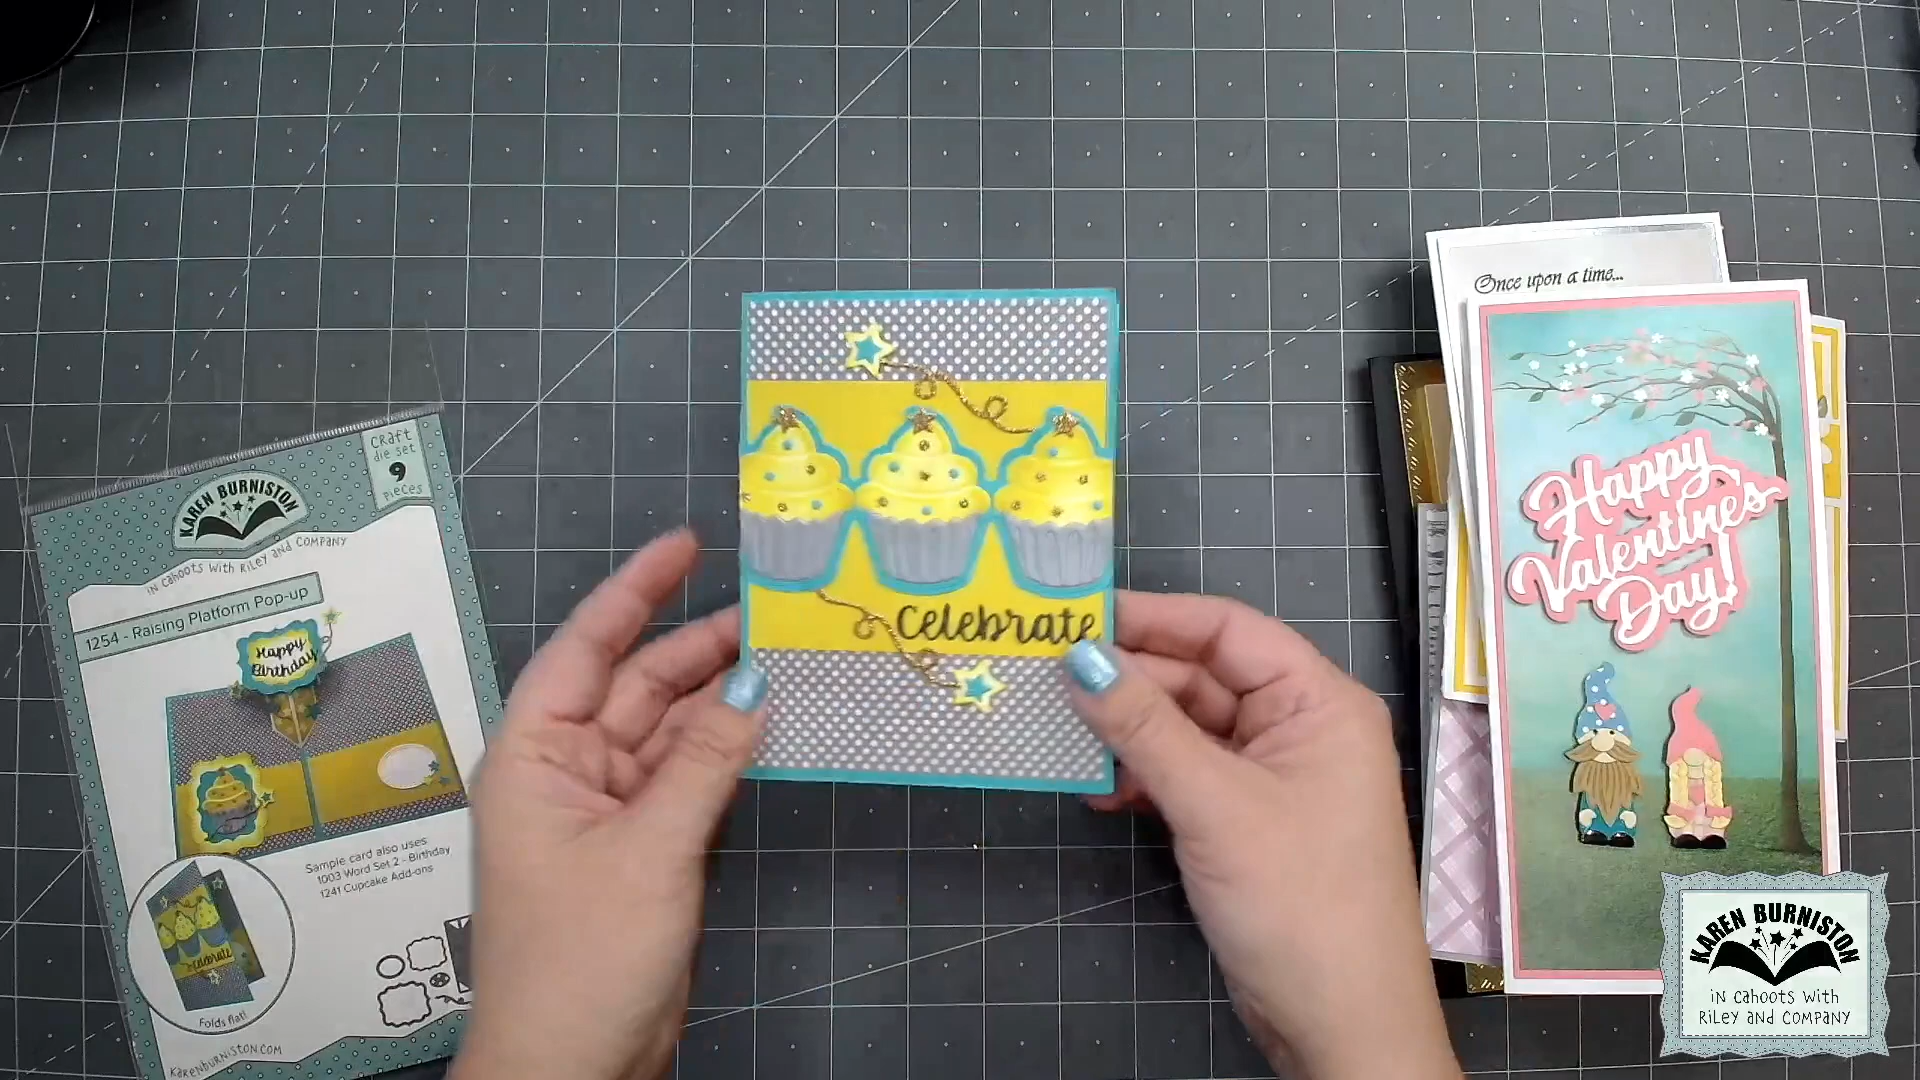 Craft
die set
9
pieces
KAREN BURNISTON
in cahoots with Riley and Company
1254 - Raising Platform Pop-up
Happy
Birthday
Sample card also uses
1003 Word Set 2 - Birthday
1241 Cupcake Add-ons
Celebrate
Folds flat!
KARENBURNISTON.COM
Celebrate
Once upon a time...
Happy
Valentine's
Day!
KAREN BURNISTON
in cahoots with
Riley and Company